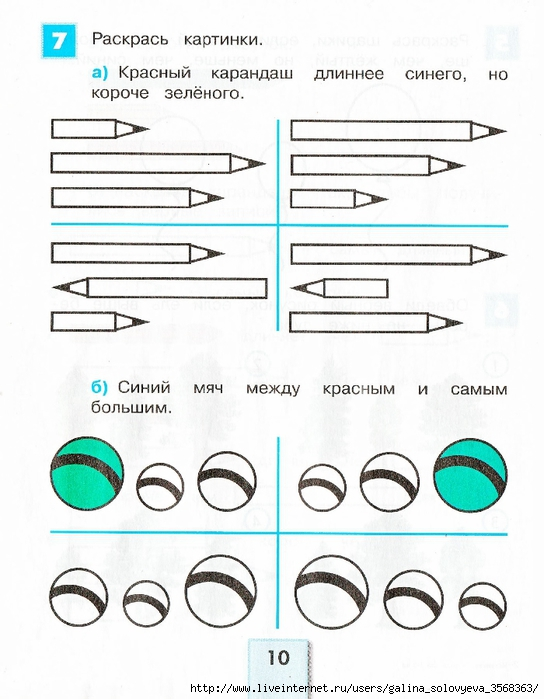 7 Раскрась картинки.
а) Красный карандаш длиннее синего, но
короче зелёного.
б) Синий мяч между красным и самым
большим.
10
http://www.liveinternet.ru/users/galina_solovyeva_3568363/